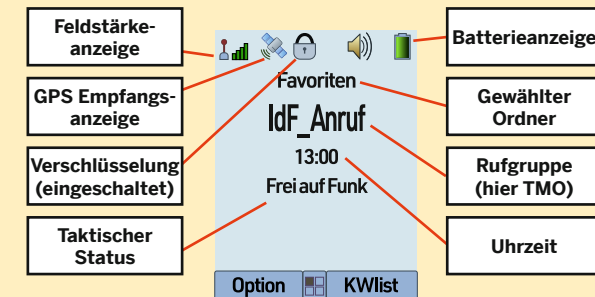 Feldstärke-
anzeige
GPS Empfangs-
anzeige
Verschlüsselung
(eingeschaltet)
Taktischer
Status
Favoriten
IdF_Anruf
13:00
Frei auf Funk
Option
KWlist
Batterieanzeige
Gewählter
Ordner
Rufgruppe
(hier TMO)
Uhrzeit